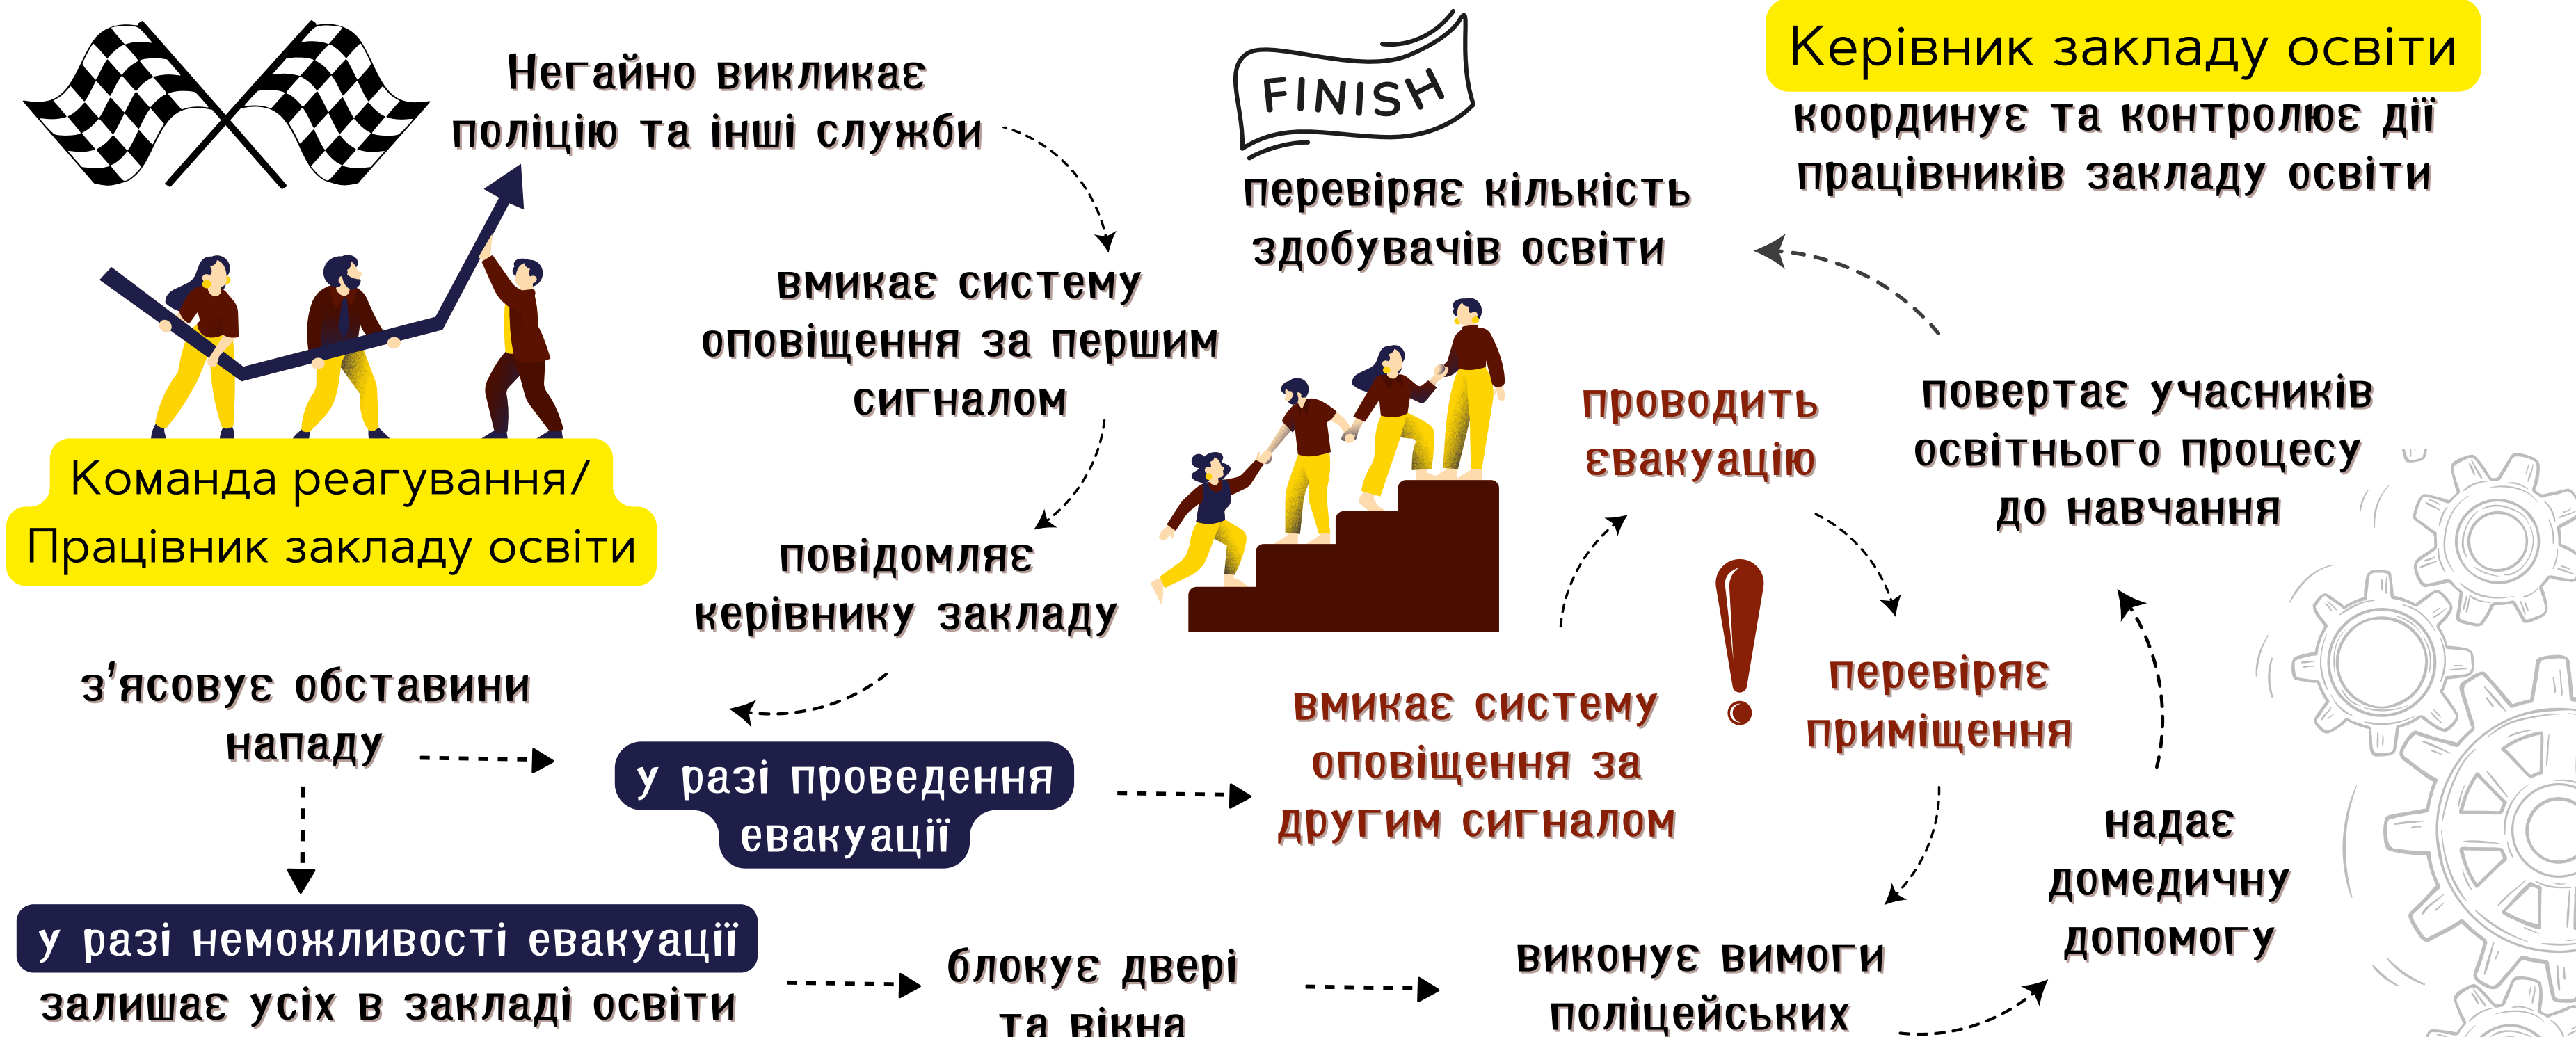 Негайно викликає
поліцію та інші служби
вмикає систему
оповіщення за першим
сигналом
повідомляє
керівнику закладу
Команда реагування/
Працівник закладу освіти
з'ясовує обставини
нападу
у разі проведення
евакуації
у разі неможливості евакуації
залишає усіх в закладі освіти
блокує двері
та вікна
вмикає систему
оповіщення за
другим сигналом
проводить
євакуацію
перевіряє
приміщення
виконує вимоги
поліцейських
надає
домедичну
допомогу
повертає учасників
освітнього процесу
до навчання
FINISH
перевіряє кількість
здобувачів освіти
Керівник закладу освіти
координує та контролює дії
працівників закладу освіти